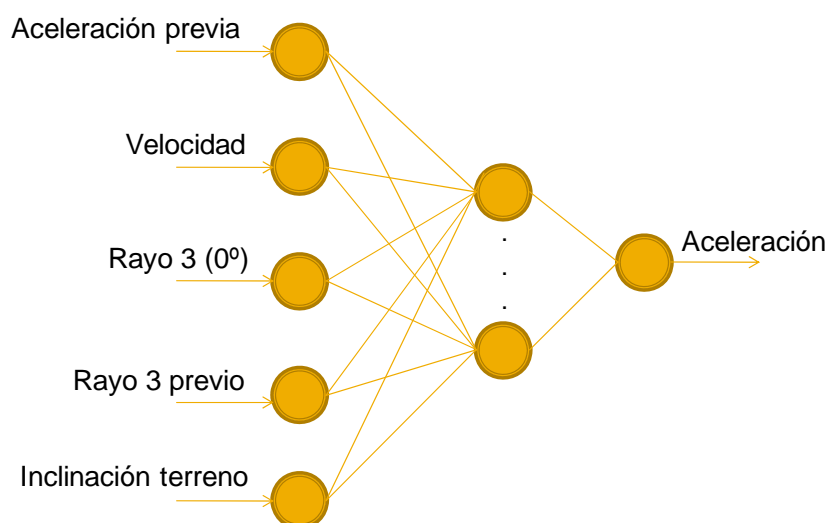 Aceleración previa
Velocidad
Rayo 3 (0º)
Rayo 3 previo
Inclinación terreno
.
.
.
Aceleración